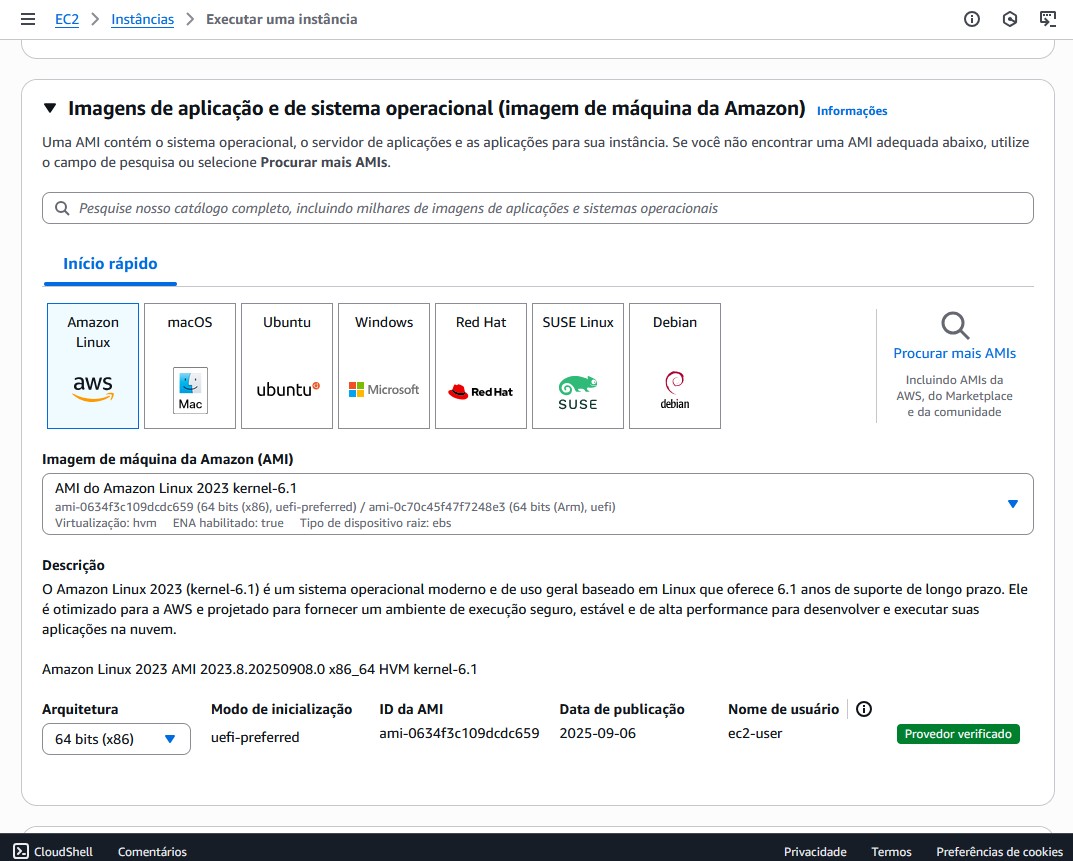 EC2 > Instâncias > Executar uma instância
Imagens de aplicação e de sistema operacional (imagem de máquina da Amazon) Informações
Uma AMI contém o sistema operacional, o servidor de aplicações e as aplicações para sua instância. Se você não encontrar uma AMI adequada abaixo, utilize
o campo de pesquisa ou selecione Procurar mais AMIs.
Pesquise nosso catálogo completo, incluindo milhares de imagens de aplicações e sistemas operacionais
Início rápido
Amazon
Linux
aws
macOS
Mac
Ubuntu
ubuntu
Windows
Microsoft
Red Hat
Red Hat
SUSE Linux
SUSE
Debian
debian
Procurar mais AMIs
Incluindo AMIs da
AWS, do Marketplace
e da comunidade
Imagem de máquina da Amazon (AMI)
AMI do Amazon Linux 2023 kernel-6.1
ami-0634f3c109dcdc659 (64 bits (x86), uefi-preferred) / ami-0c70c45f47f7248e3 (64 bits (Arm), uefi)
Virtualização: hvm ENA habilitado: true Tipo de dispositivo raiz: ebs
Descrição
O Amazon Linux 2023 (kernel-6.1) é um sistema operacional moderno e de uso geral baseado em Linux que oferece 6.1 anos de suporte de longo prazo. Ele
é otimizado para a AWS e projetado para fornecer um ambiente de execução seguro, estável e de alta performance para desenvolver e executar suas
aplicações na nuvem.
Amazon Linux 2023 AMI 2023.8.20250908.0 x86_64 HVM kernel-6.1
Arquitetura
64 bits (x86)
Modo de inicialização
uefi-preferred
ID da AMI
ami-0634f3c109dcdc659
Data de publicação
2025-09-06
Nome de usuário
ec2-user
Provedor verificado
CloudShell Comentários Privacidade Termos Preferências de cookies